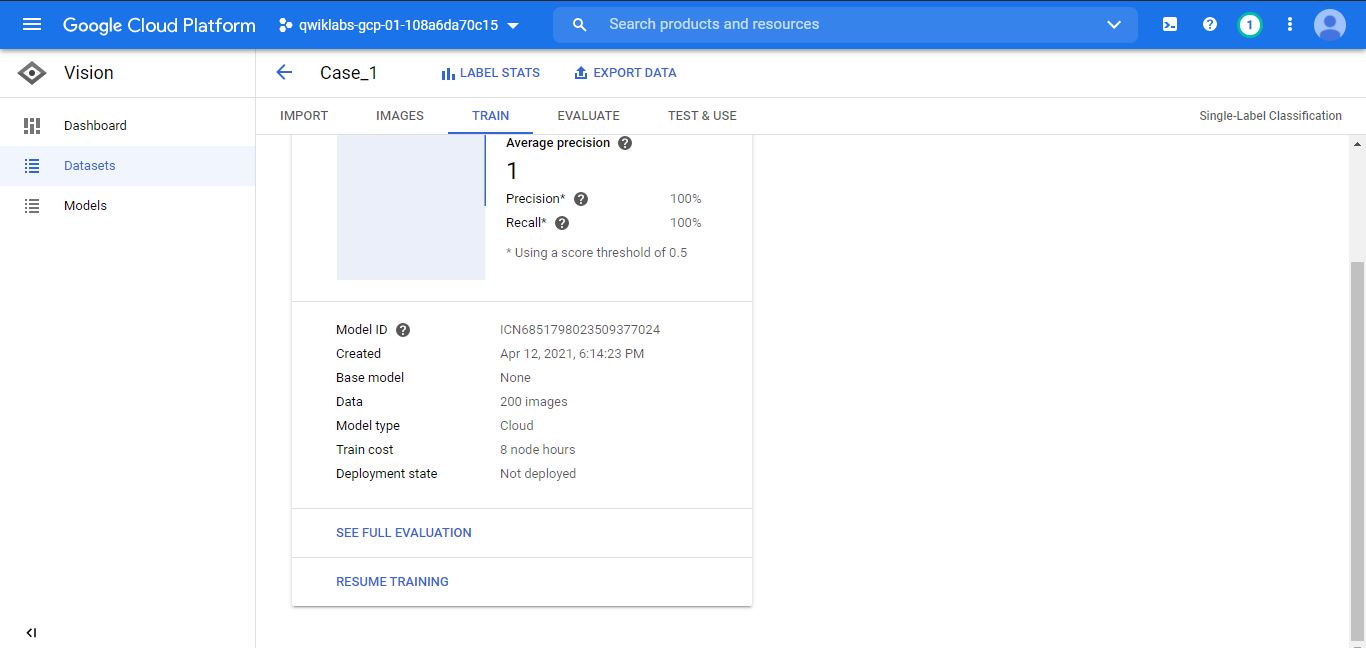 Google Cloud Platform
qwiklabs-gcp-01-108a6da70c15
Search products and resources
?
1
Vision
Case_1
LABEL STATS
EXPORT DATA
Dashboard
Datasets
Models
IMPORT
IMAGES
TRAIN
EVALUATE
TEST & USE
Single-Label Classification
Average precision ?
1
Precision* ? 100%
Recall* ? 100%
* Using a score threshold of 0.5
Model ID ? ICN6851798023509377024
Created Apr 12, 2021, 6:14:23 PM
Base model None
Data 200 images
Model type Cloud
Train cost 8 node hours
Deployment state Not deployed
SEE FULL EVALUATION
RESUME TRAINING